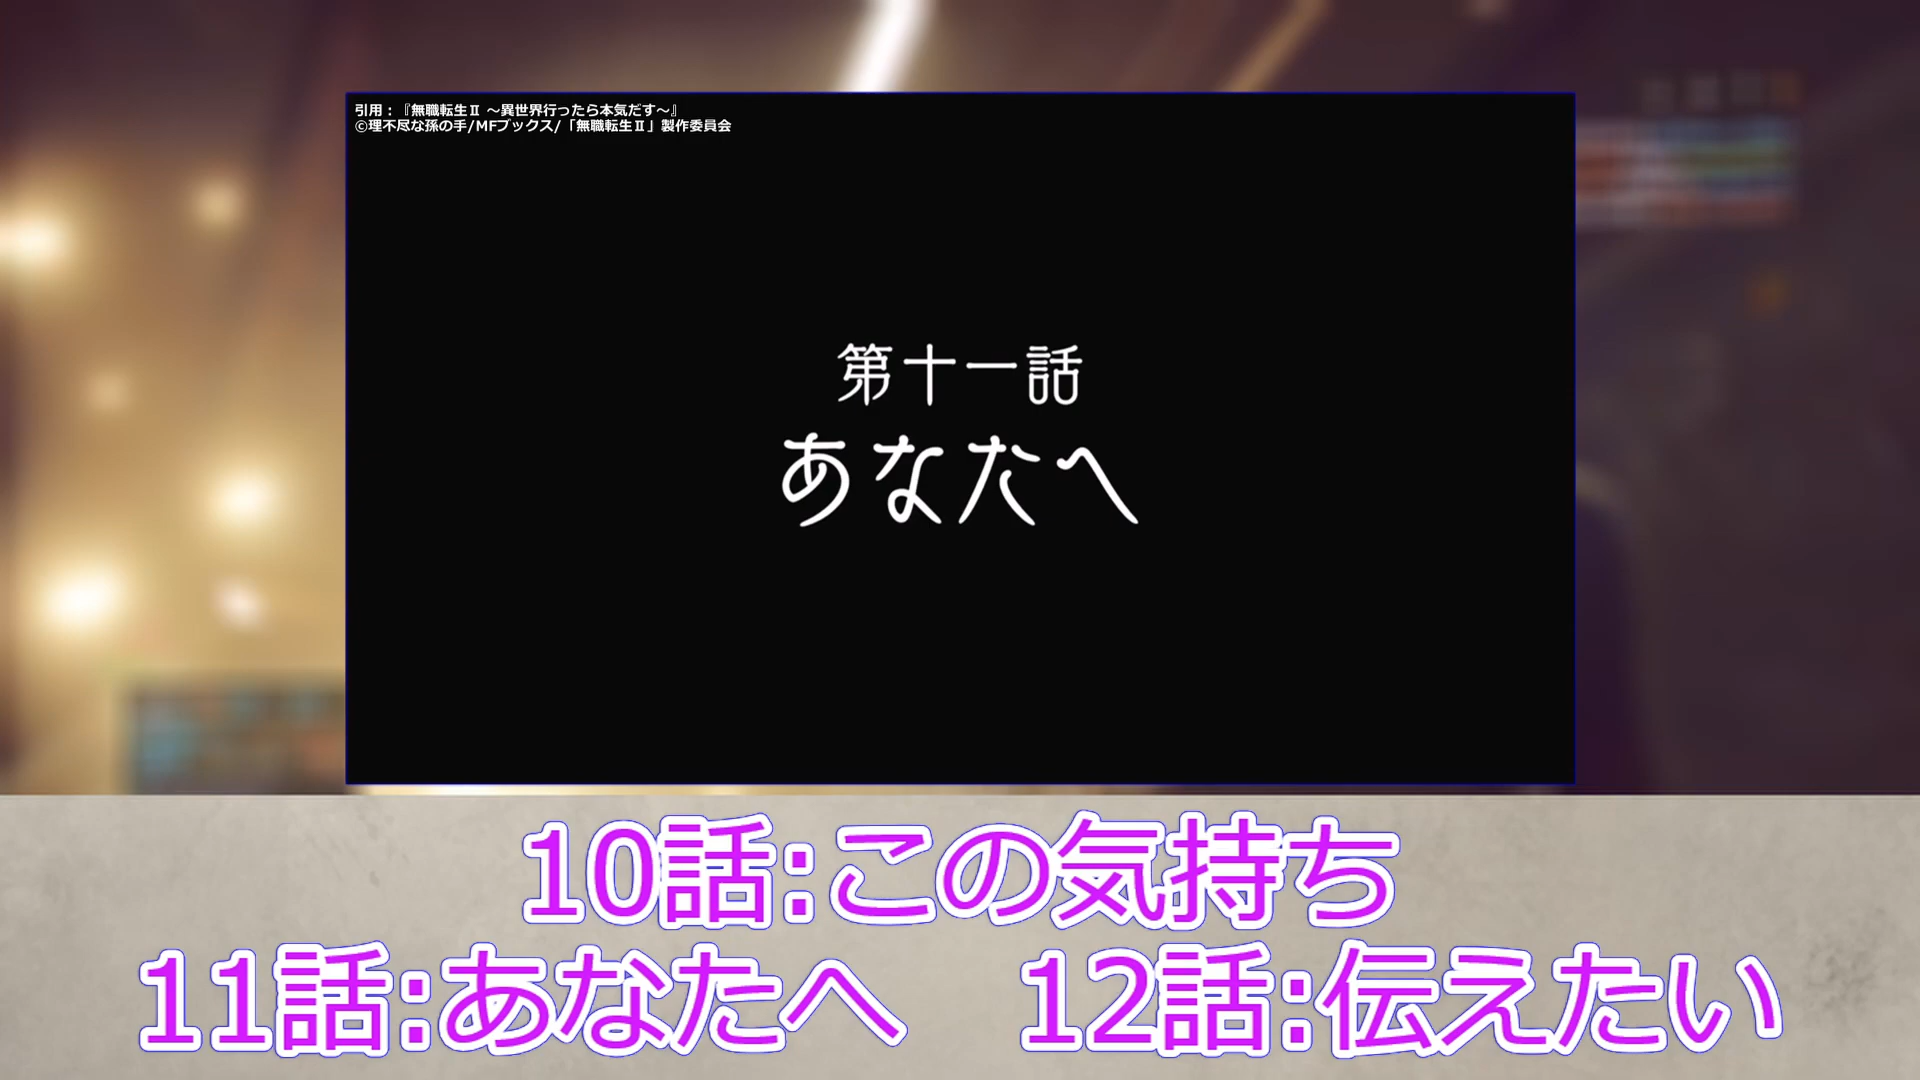 引用：『無職転生Ⅱ ～異世界行ったら本気だす～』
©理不尽な孫の手/MFブックス/「無職転生Ⅱ」製作委員会
第十一話
あなたへ
10話:この気持ち
11話:あなたへ　12話:伝えたい